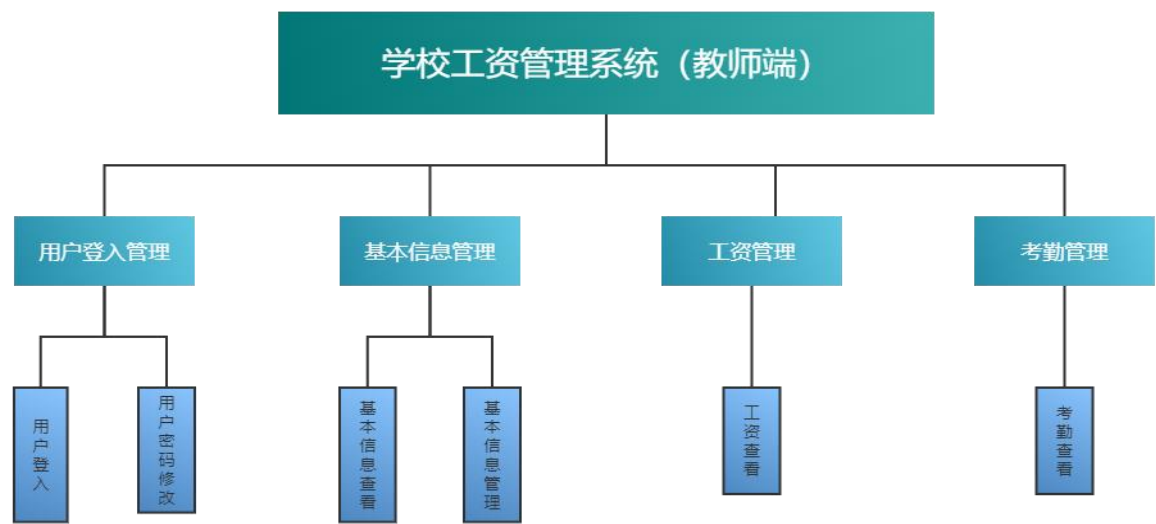 学校工资管理系统（教师端）
用户登入管理
基本信息管理
工资管理
考勤管理
用户登入
用户密码修改
基本信息查看
基本信息管理
工资查看
考勤查看